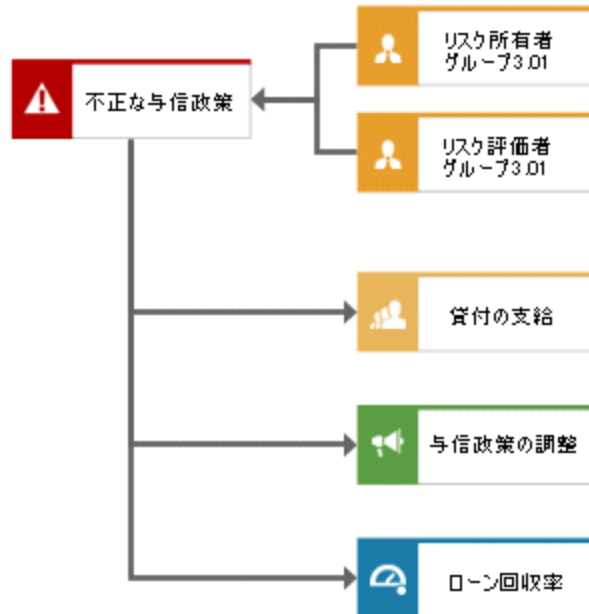 リスク所有者
グループ3.01
不正な与信政策
リスク評価者
グループ3.01
貸付の支給
与信政策の調整
ローン回収率